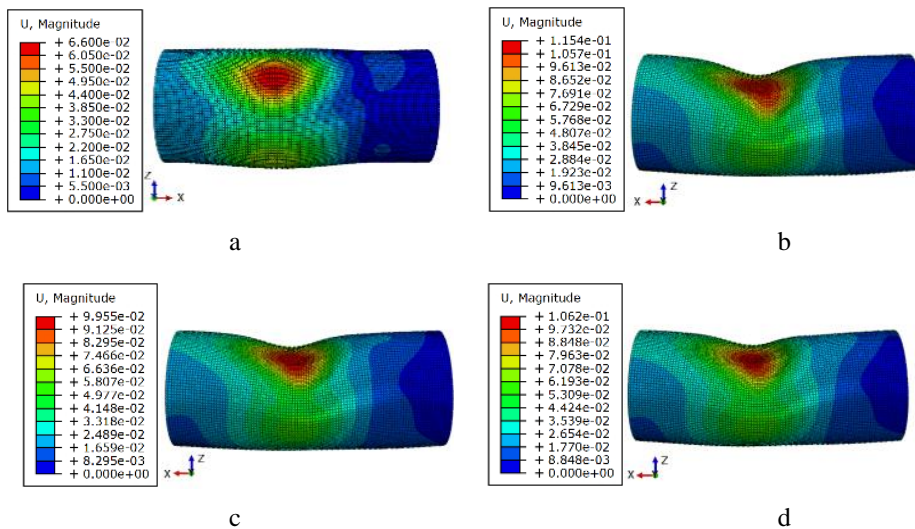 U, Magnitude
+ 6.600e-02
+ 6.050e-02
+ 5.500e-02
+ 4.950e-02
+ 4.400e-02
+ 3.850e-02
+ 3.300e-02
+ 2.750e-02
+ 2.200e-02
+ 1.650e-02
+ 1.100e-02
+ 5.500e-03
+ 0.000e+00
Z
X
a
U, Magnitude
+ 1.154e-01
+ 1.057e-01
+ 9.613e-02
+ 8.652e-02
+ 7.691e-02
+ 6.729e-02
+ 5.768e-02
+ 4.807e-02
+ 3.845e-02
+ 2.884e-02
+ 1.923e-02
+ 9.613e-03
+ 0.000e+00
Z
X
b
U, Magnitude
+ 9.955e-02
+ 9.125e-02
+ 8.295e-02
+ 7.466e-02
+ 6.636e-02
+ 5.807e-02
+ 4.977e-02
+ 4.148e-02
+ 3.318e-02
+ 2.489e-02
+ 1.659e-02
+ 8.295e-03
+ 0.000e+00
Z
X
c
U, Magnitude
+ 1.062e-01
+ 9.732e-02
+ 8.848e-02
+ 7.963e-02
+ 7.078e-02
+ 6.193e-02
+ 5.309e-02
+ 4.424e-02
+ 3.539e-02
+ 2.654e-02
+ 1.770e-02
+ 8.848e-03
+ 0.000e+00
Z
X
d